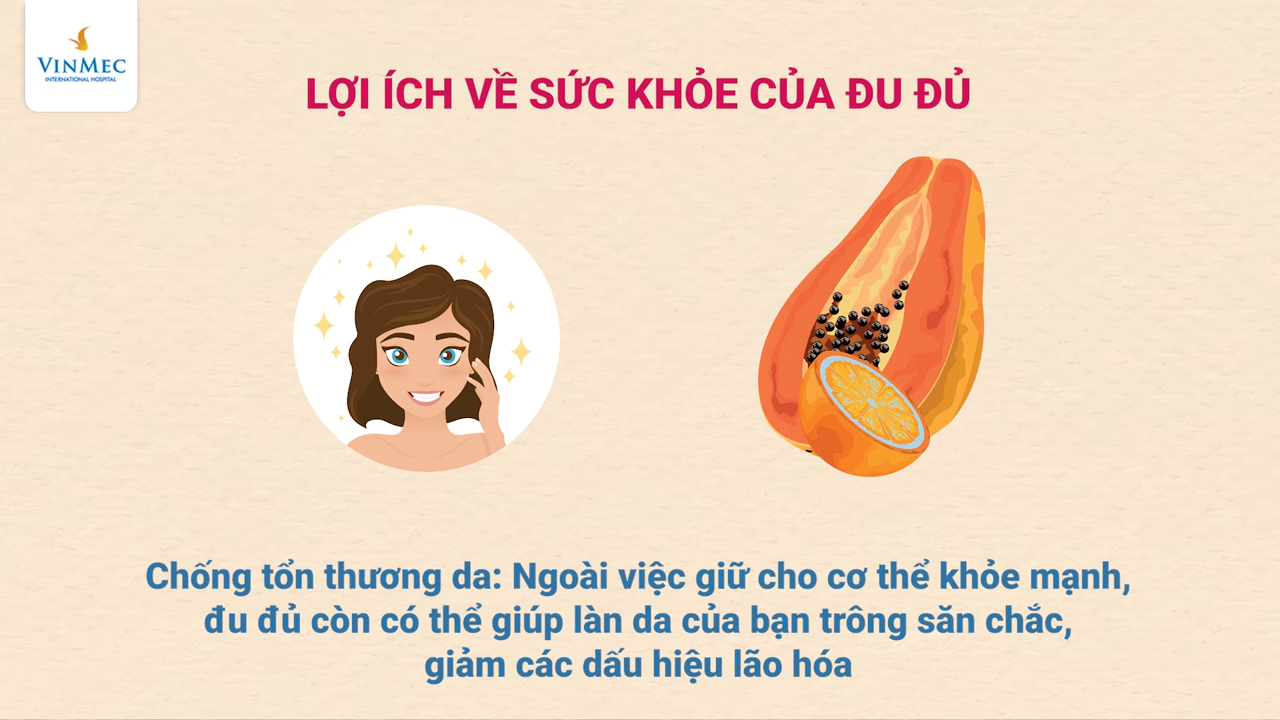 VINMEC
INTERNATIONAL HOSPITAL
LỢI ÍCH VỀ SỨC KHỎE CỦA ĐU ĐỦ
Chống tổn thương da: Ngoài việc giữ cho cơ thể khỏe mạnh,
đu đủ còn có thể giúp làn da của bạn trông săn chắc,
giảm các dấu hiệu lão hóa